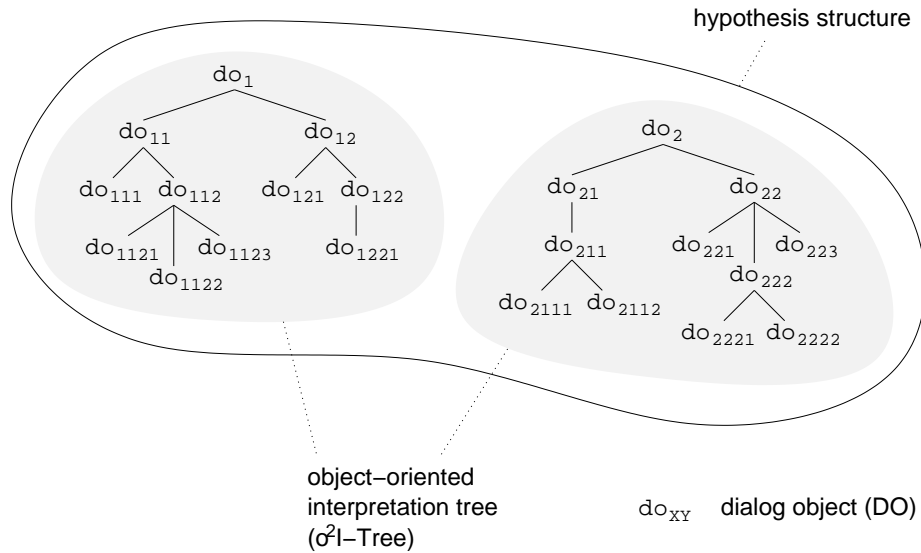 hypothesis structure
do₁
do₁₁ do₁₂
do₁₁₁ do₁₁₂ do₁₂₁ do₁₂₂
do₁₁₂₁ do₁₁₂₃ do₁₂₂₁
do₁₁₂₂
do₂
do₂₁ do₂₂
do₂₁₁ do₂₂₁ do₂₂₃
do₂₂₂
do₂₁₁₁ do₂₁₁₂
do₂₂₂₁ do₂₂₂₂
object−oriented
interpretation tree
(o²I−Tree)
doXY dialog object (DO)